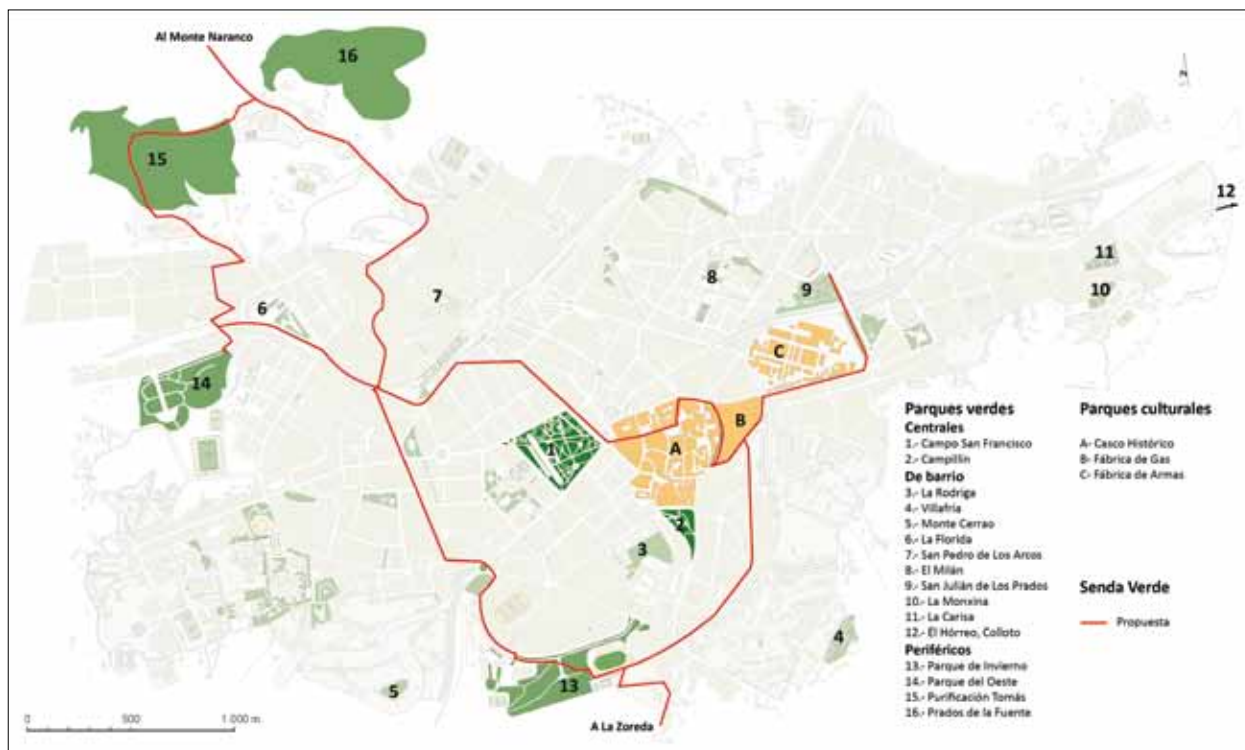 Al Monte Naranco
16
15
12
11
10
6
7
8
9
14
C
B
A
1
2
3
4
5
13
A La Zoreda
0 500 1 000 m.
Parques verdes
Centrales
1.- Campo San Francisco
2.- Campillín
De barrio
3.- La Rodriga
4.- Villafría
5.- Monte Cerrao
6.- La Florida
7.- San Pedro de Los Arcos
8.- El Milán
9.- San Julián de Los Prados
10.- La Monxina
11.- La Carisa
12.- El Hórreo, Colloto
Periféricos
13.- Parque de Invierno
14.- Parque del Oeste
15.- Purificación Tomás
16.- Prados de la Fuente
Parques culturales
A- Casco Histórico
B- Fábrica de Gas
C- Fábrica de Armas
Senda Verde
Propuesta